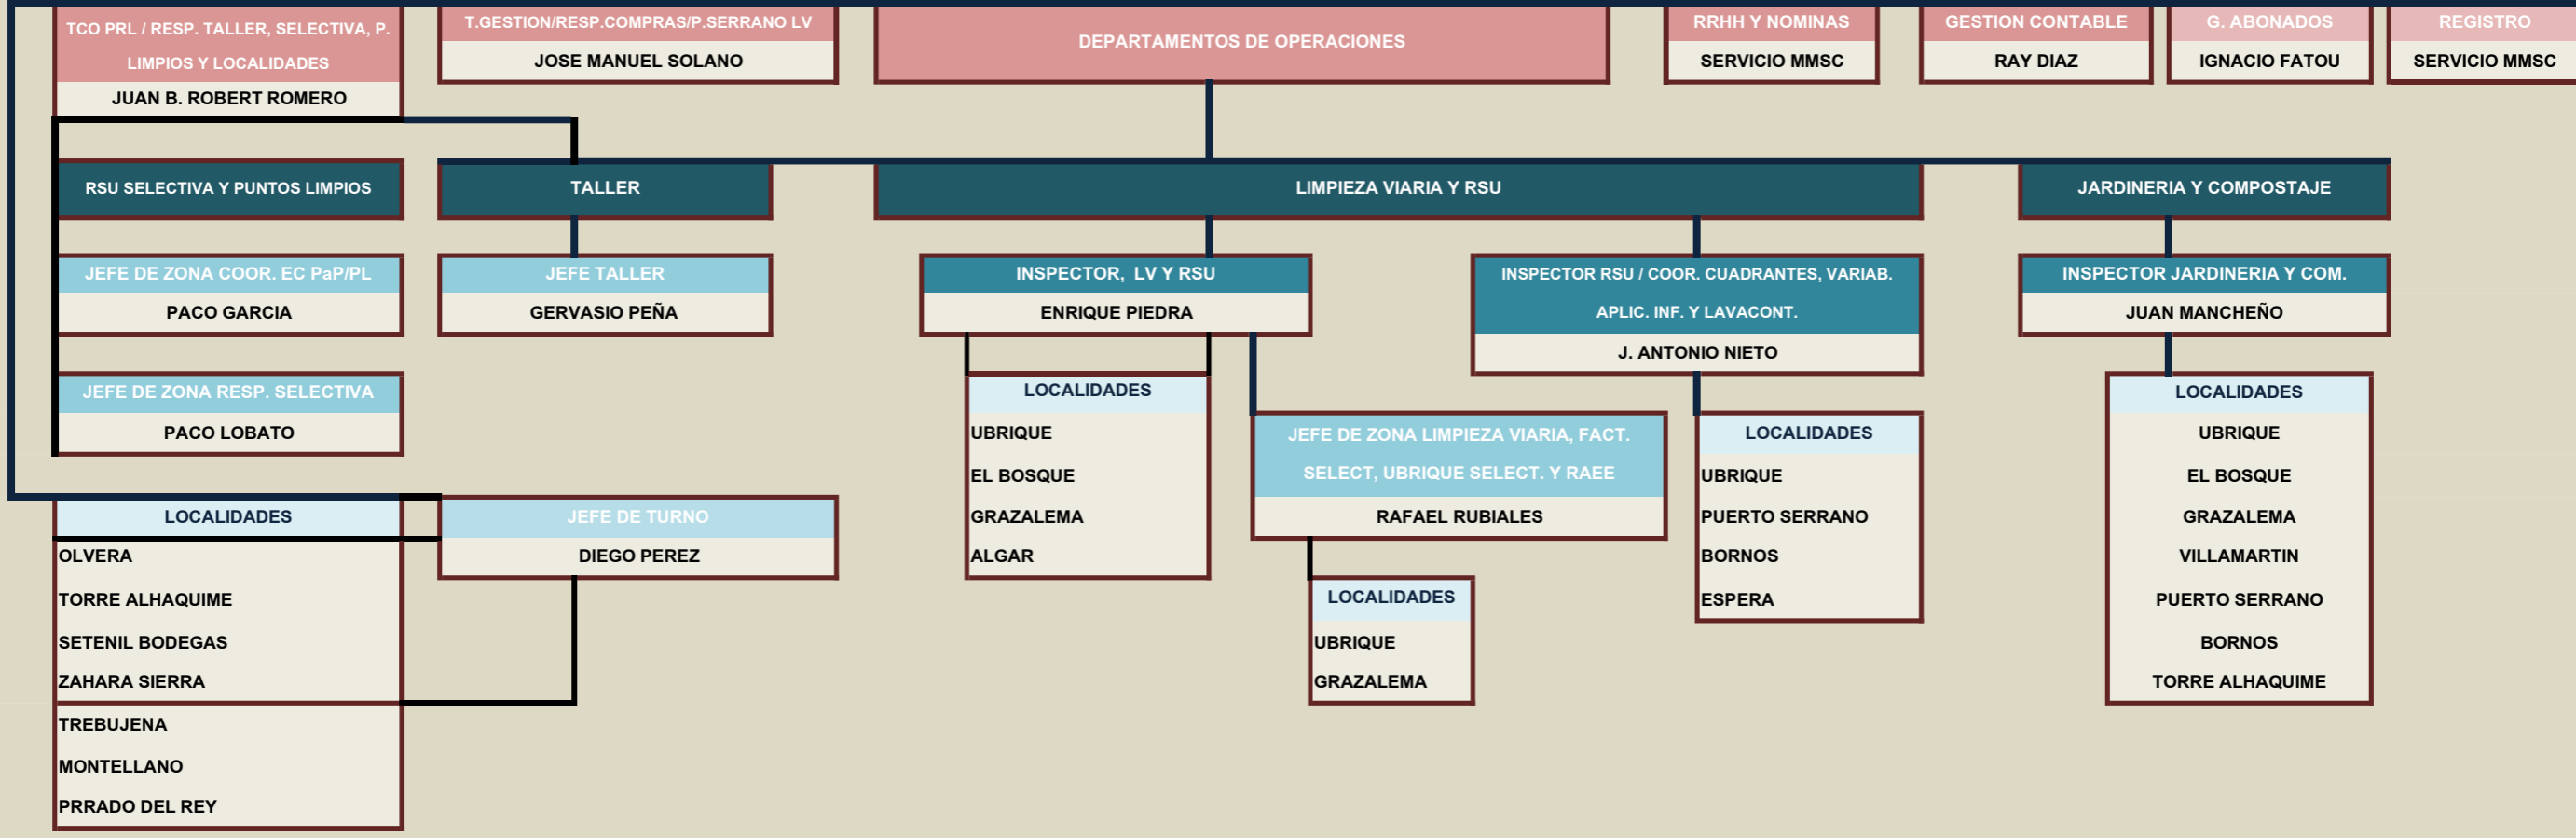 TCO PRL / RESP. TALLER, SELECTIVA, P.
LIMPIOS Y LOCALIDADES
JUAN B. ROBERT ROMERO
T.GESTION/RESP.COMPRAS/P.SERRANO LV
JOSE MANUEL SOLANO
DEPARTAMENTOS DE OPERACIONES
RRHH Y NOMINAS
SERVICIO MMSC
GESTION CONTABLE
RAY DIAZ
G. ABONADOS
IGNACIO FATOU
REGISTRO
SERVICIO MMSC
RSU SELECTIVA Y PUNTOS LIMPIOS
TALLER
LIMPIEZA VIARIA Y RSU
JARDINERIA Y COMPOSTAJE
JEFE DE ZONA COOR. EC PaP/PL
PACO GARCIA
JEFE TALLER
GERVASIO PEÑA
INSPECTOR, LV Y RSU
ENRIQUE PIEDRA
INSPECTOR RSU / COOR. CUADRANTES, VARIAB.
APLIC. INF. Y LAVACONT.
J. ANTONIO NIETO
INSPECTOR JARDINERIA Y COM.
JUAN MANCHEÑO
JEFE DE ZONA RESP. SELECTIVA
PACO LOBATO
LOCALIDADES
UBRIQUE
EL BOSQUE
GRAZALEMA
ALGAR
JEFE DE ZONA LIMPIEZA VIARIA, FACT.
SELECT, UBRIQUE SELECT. Y RAEE
RAFAEL RUBIALES
LOCALIDADES
UBRIQUE
GRAZALEMA
LOCALIDADES
UBRIQUE
PUERTO SERRANO
BORNOS
ESPERA
LOCALIDADES
UBRIQUE
EL BOSQUE
GRAZALEMA
VILLAMARTIN
PUERTO SERRANO
BORNOS
TORRE ALHAQUIME
LOCALIDADES
OLVERA
TORRE ALHAQUIME
SETENIL BODEGAS
ZAHARA SIERRA
TREBUJENA
MONTELLANO
PRRADO DEL REY
JEFE DE TURNO
DIEGO PEREZ